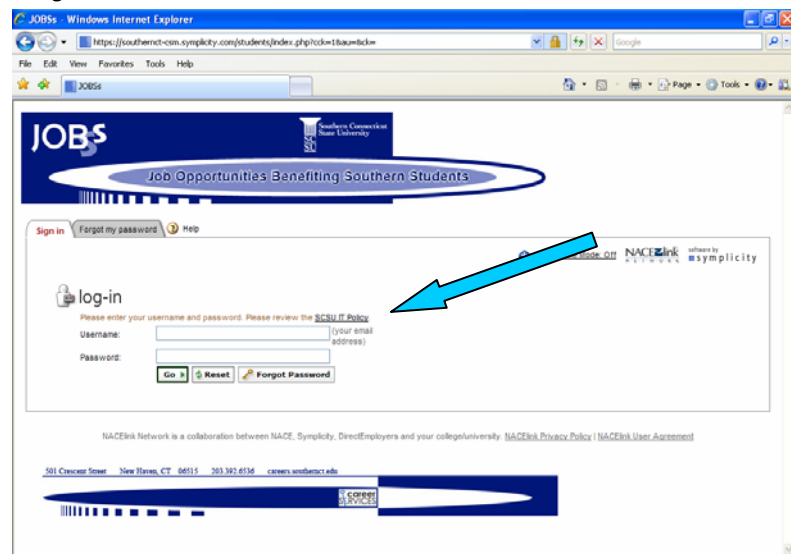 JOBSs - Windows Internet Explorer
https://southernct-csm.symplicity.com/students/index.php?cck=1&au=&ck=
Google
File Edit View Favorites Tools Help
JOBSs
Page Tools
JOBSs
Southern Connecticut
State University
Job Opportunities Benefiting Southern Students
Sign in Forgot my password Help
Mode: Off NACElink NETWORK software by symplicity
log-in
Please enter your username and password. Please review the SCSU IT Policy.
Username: (your email
address)
Password:
Go Reset Forgot Password
NACElink Network is a collaboration between NACE, Symplicity, DirectEmployers and your college/university. NACElink Privacy Policy | NACElink User Agreement
501 Crescent Street New Haven, CT 06515 203.392.6536 careers.southernct.edu
career
SERVICES